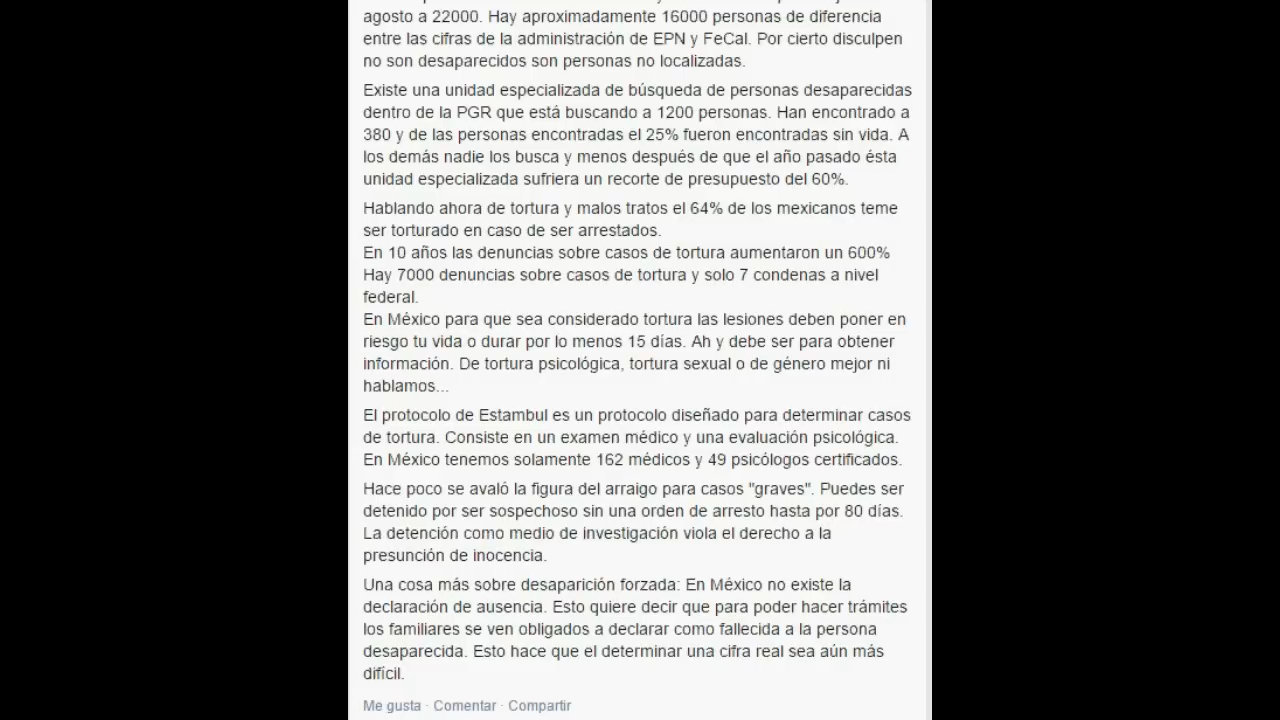 agosto a 22000. Hay aproximadamente 16000 personas de diferencia
entre las cifras de la administración de EPN y FeCal. Por cierto disculpen
no son desaparecidos son personas no localizadas.
Existe una unidad especializada de búsqueda de personas desaparecidas
dentro de la PGR que está buscando a 1200 personas. Han encontrado a
380 y de las personas encontradas el 25% fueron encontradas sin vida. A
los demás nadie los busca y menos después de que el año pasado ésta
unidad especializada sufriera un recorte de presupuesto del 60%.
Hablando ahora de tortura y malos tratos el 64% de los mexicanos teme
ser torturado en caso de ser arrestados.
En 10 años las denuncias sobre casos de tortura aumentaron un 600%
Hay 7000 denuncias sobre casos de tortura y solo 7 condenas a nivel
federal.
En México para que sea considerado tortura las lesiones deben poner en
riesgo tu vida o durar por lo menos 15 días. Ah y debe ser para obtener
información. De tortura psicológica, tortura sexual o de género mejor ni
hablamos...
El protocolo de Estambul es un protocolo diseñado para determinar casos
de tortura. Consiste en un examen médico y una evaluación psicológica.
En México tenemos solamente 162 médicos y 49 psicólogos certificados.
Hace poco se avaló la figura del arraigo para casos "graves". Puedes ser
detenido por ser sospechoso sin una orden de arresto hasta por 80 días.
La detención como medio de investigación viola el derecho a la
presunción de inocencia.
Una cosa más sobre desaparición forzada: En México no existe la
declaración de ausencia. Esto quiere decir que para poder hacer trámites
los familiares se ven obligados a declarar como fallecida a la persona
desaparecida. Esto hace que el determinar una cifra real sea aún más
difícil.
Me gusta · Comentar · Compartir